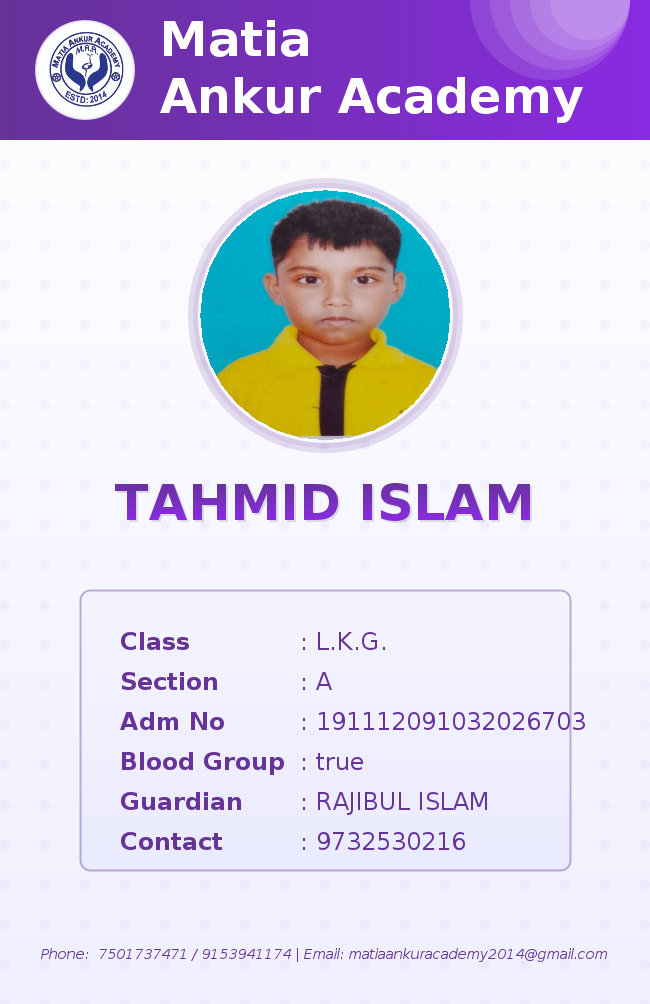 Matia
Ankur Academy
MATIA ANKUR ACADEMY
M.A.A.
ESTD: 2014
TAHMID ISLAM
Class : L.K.G.
Section : A
Adm No : 191112091032026703
Blood Group : true
Guardian : RAJIBUL ISLAM
Contact : 9732530216
Phone: 7501737471 / 9153941174 | Email: matiaankuracademy2014@gmail.com